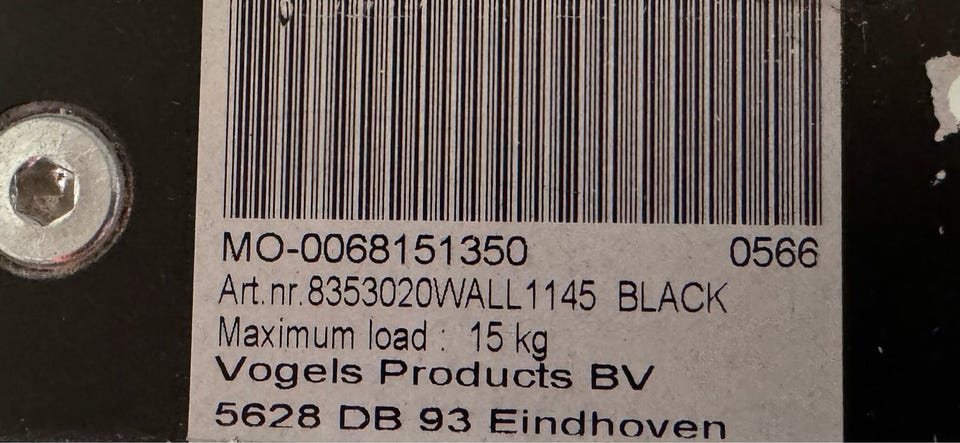 MO-0068151350 0566
Art.nr.8353020WALL1145 BLACK
Maximum load : 15 kg
Vogels Products BV
5628 DB 93 Eindhoven